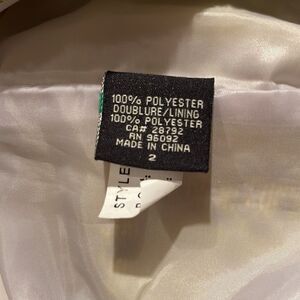 100% POLYESTER
DOUBLURE/LINING
100% POLYESTER
CA# 28792
RN 96092
MADE IN CHINA
2
STYLE